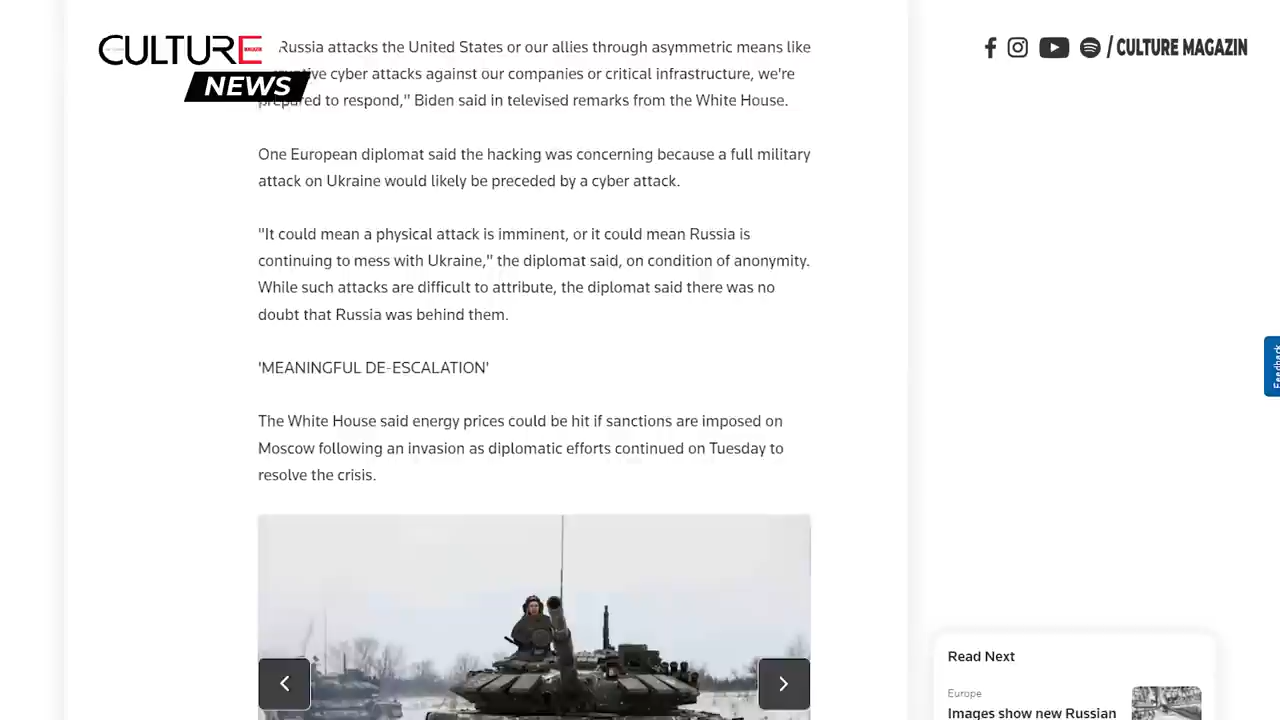 CULTURE
NEWS
/ CULTURE MAGAZIN
Russia attacks the United States or our allies through asymmetric means like
cyber attacks against our companies or critical infrastructure, we're
prepared to respond," Biden said in televised remarks from the White House.
One European diplomat said the hacking was concerning because a full military
attack on Ukraine would likely be preceded by a cyber attack.
"It could mean a physical attack is imminent, or it could mean Russia is
continuing to mess with Ukraine," the diplomat said, on condition of anonymity.
While such attacks are difficult to attribute, the diplomat said there was no
doubt that Russia was behind them.
'MEANINGFUL DE-ESCALATION'
The White House said energy prices could be hit if sanctions are imposed on
Moscow following an invasion as diplomatic efforts continued on Tuesday to
resolve the crisis.
Feedback
Read Next
Europe
Images show new Russian